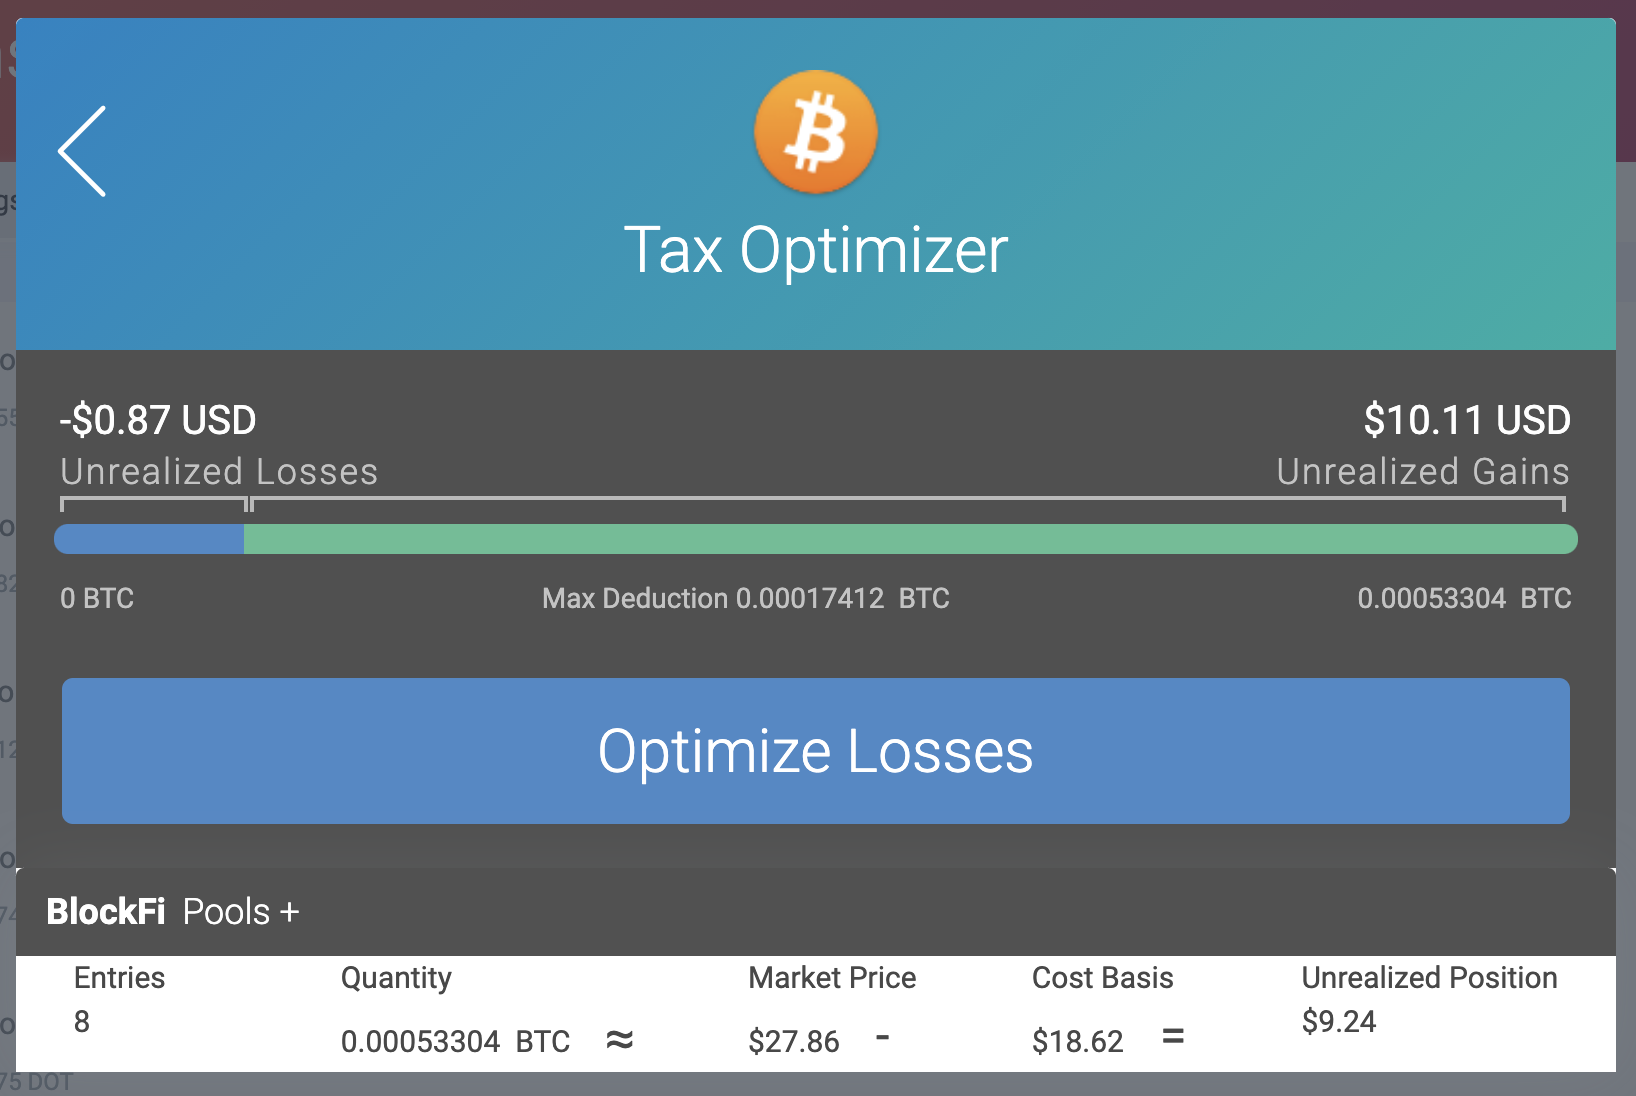 Tax Optimizer
-$0.87 USD
$10.11 USD
Unrealized Losses
Unrealized Gains
0 BTC
Max Deduction 0.00017412 BTC
0.00053304 BTC
Optimize Losses
BlockFi Pools +
Entries
Quantity
Market Price
Cost Basis
Unrealized Position
8
0.00053304 BTC ≈
$27.86 -
$18.62 =
$9.24
75 DOT